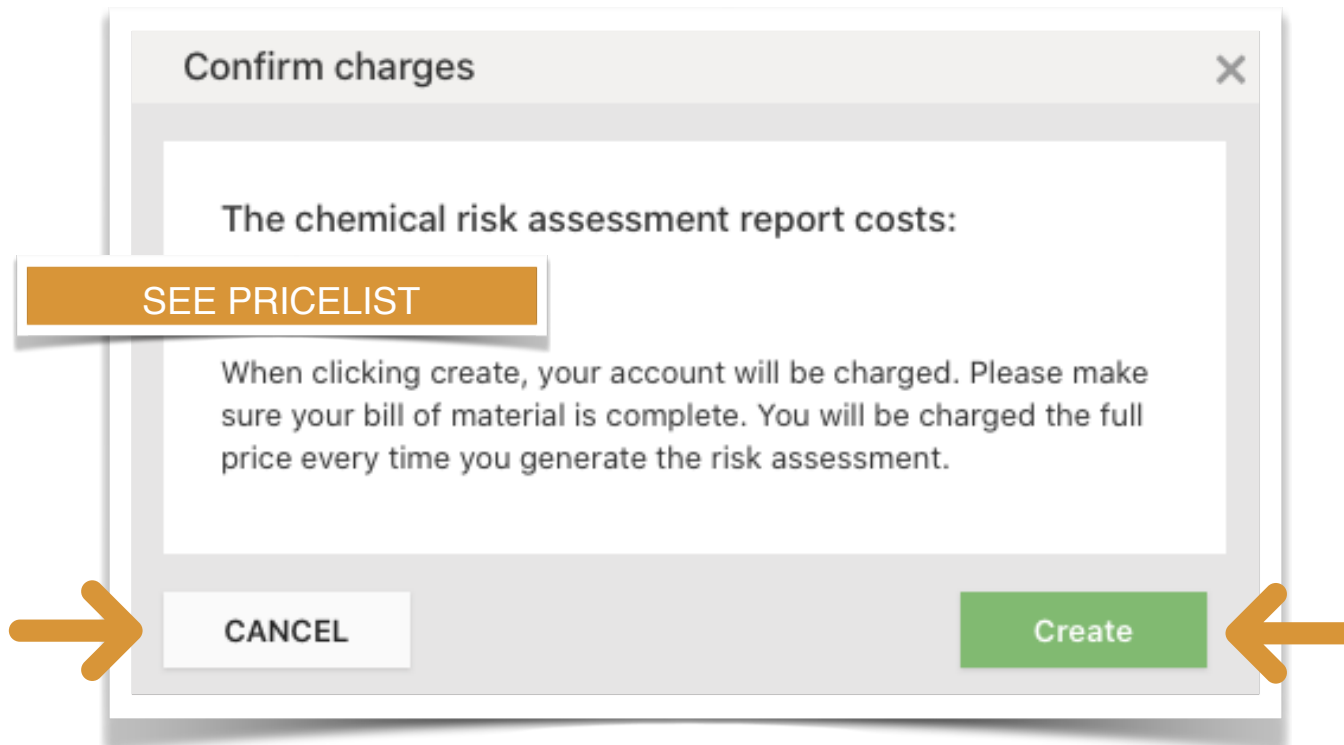 Confirm charges
The chemical risk assessment report costs:
SEE PRICELIST
When clicking create, your account will be charged. Please make
sure your bill of material is complete. You will be charged the full
price every time you generate the risk assessment.
CANCEL
Create